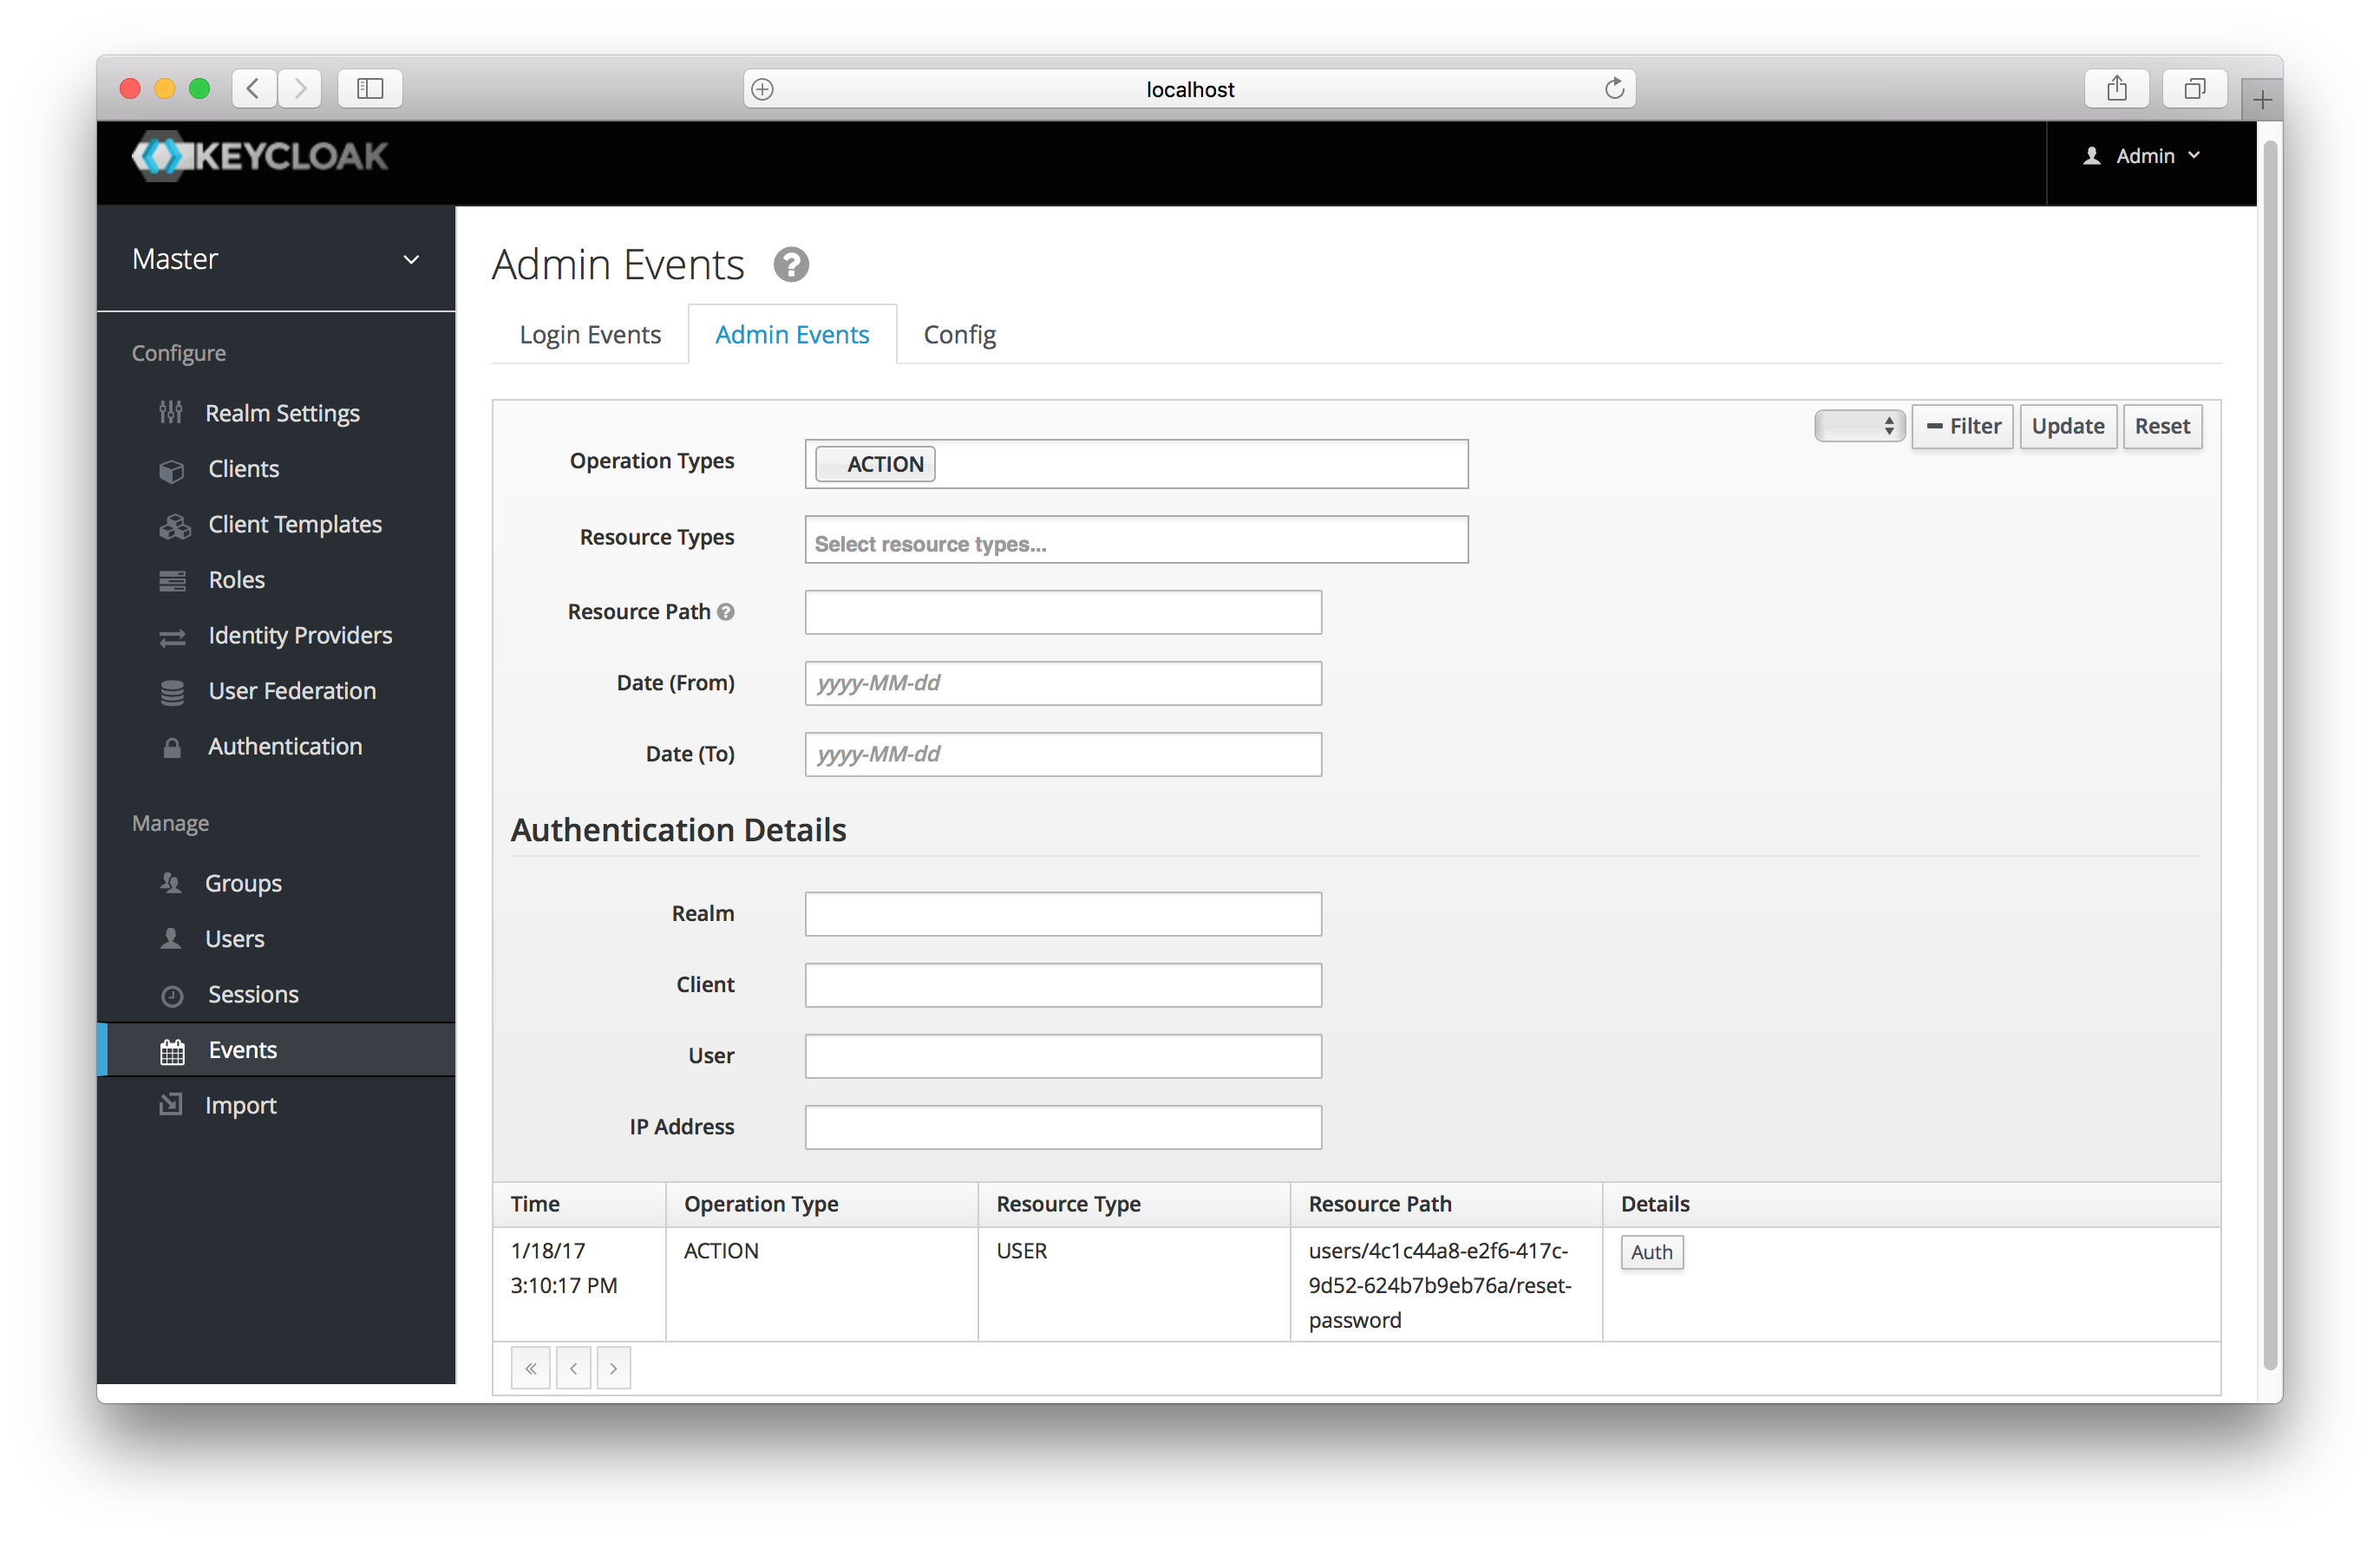 localhost
KEYCLOAK
Admin
Master
Configure
Realm Settings
Clients
Client Templates
Roles
Identity Providers
User Federation
Authentication
Manage
Groups
Users
Sessions
Events
Import
Admin Events
Login Events Admin Events Config
Filter Update Reset
Operation Types ACTION
Resource Types Select resource types...
Resource Path
Date (From) yyyy-MM-dd
Date (To) yyyy-MM-dd
Authentication Details
Realm
Client
User
IP Address
Time Operation Type Resource Type Resource Path Details
1/18/17 ACTION USER users/4c1c44a8-e2f6-417c- Auth
3:10:17 PM 9d52-624b7b9eb76a/reset-
password